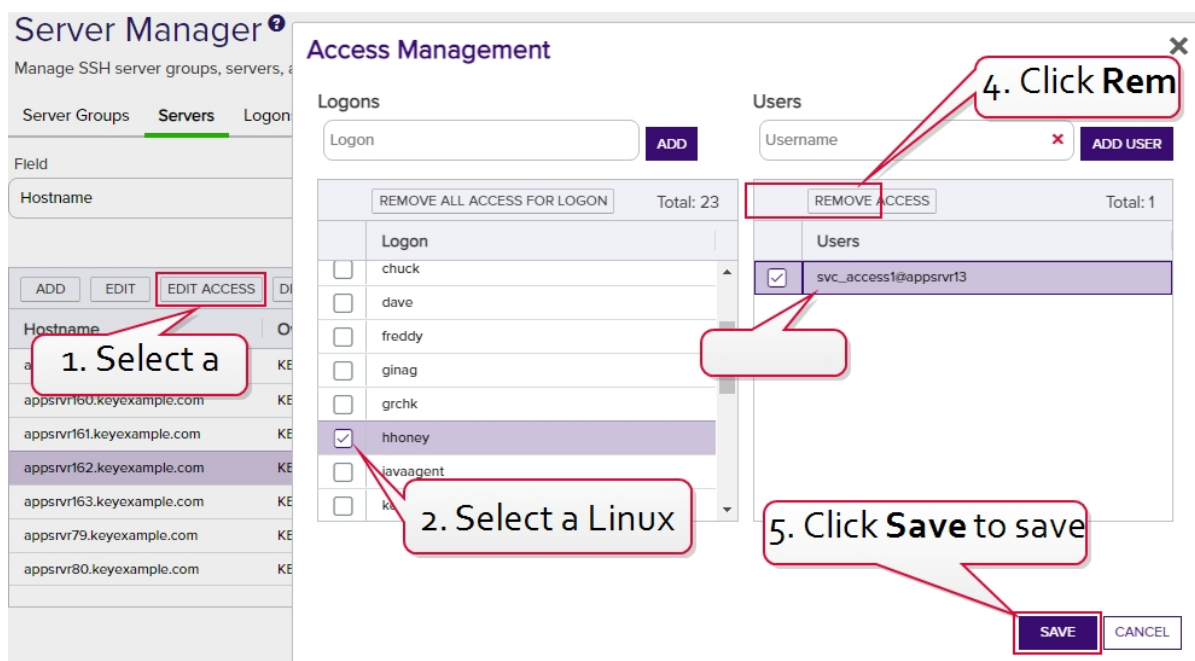 Server Manager ?
Manage SSH server groups, servers,
Server Groups Servers Logon
Field
Hostname
ADD EDIT EDIT ACCESS
Hostname
1. Select a
appsrvr160.keyexample.com
appsrvr161.keyexample.com
appsrvr162.keyexample.com
appsrvr163.keyexample.com
appsrvr79.keyexample.com
appsrvr80.keyexample.com
Access Management
Logons
Logon ADD
REMOVE ALL ACCESS FOR LOGON Total: 23
Logon
chuck
dave
freddy
ginag
grchk
hhoney
javaagent
2. Select a Linux
Users
4. Click Rem
Username ADD USER
REMOVE ACCESS Total: 1
Users
svc_access1@appsrvr13
5. Click Save to save
SAVE CANCEL